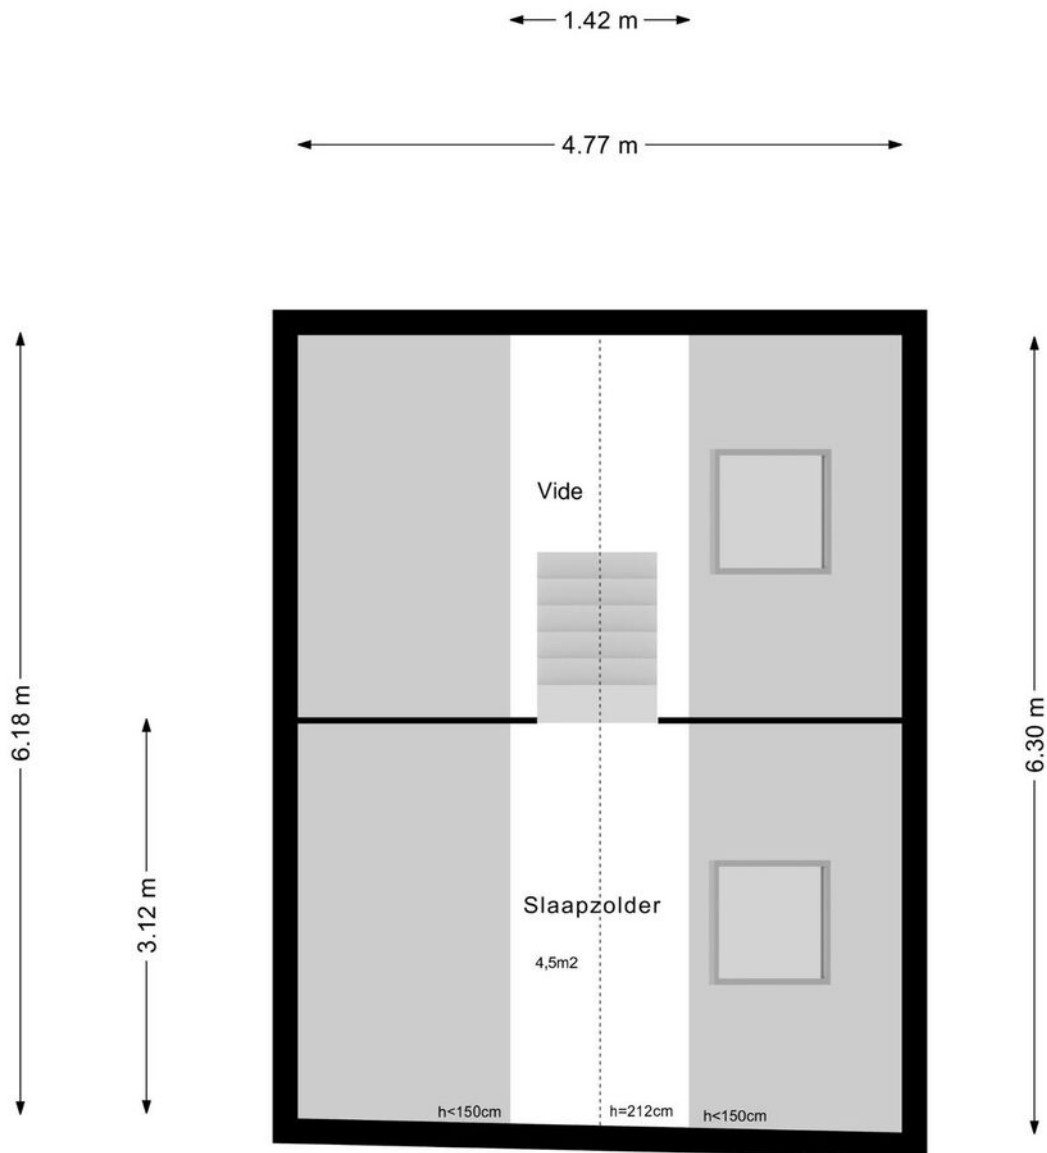 1.42 m
4.77 m
Vide
6.18 m
6.30 m
3.12 m
Slaapzolder
4,5m2
h<150cm
h=212cm
h<150cm